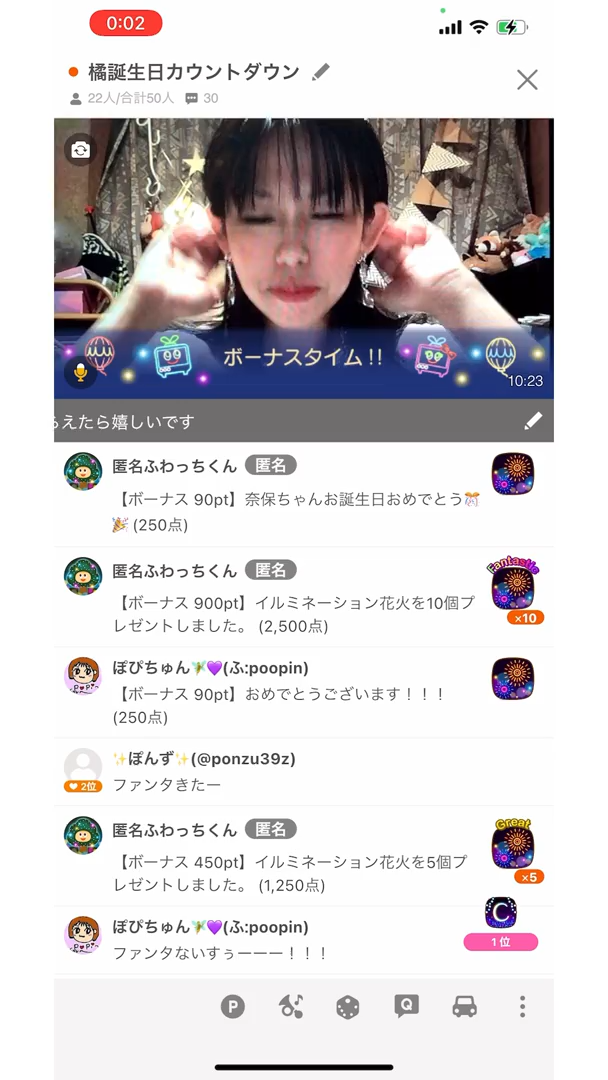 0:02
橘誕生日カウントダウン
22人/合計50人 30
ボーナスタイム!!
10:23
らえたら嬉しいです
匿名ふわっちくん 匿名
【ボーナス 90pt】奈保ちゃんお誕生日おめでとう🎊
🎉 (250点)
匿名ふわっちくん 匿名
Fantastic
【ボーナス 900pt】イルミネーション花火を10個プ
レゼントしました。 (2,500点)
×10
ぽぴちゅん🧚💜(ふ:poopin)
【ボーナス 90pt】おめでとうございます！！！
(250点)
✨ぽんず✨(@ponzu39z)
2位
ファンタきたー
匿名ふわっちくん 匿名
Great
【ボーナス 450pt】イルミネーション花火を5個プ
レゼントしました。 (1,250点)
×5
ぽぴちゅん🧚💜(ふ:poopin)
ファンタないすぅーーー！！！
C
1位
P
Q